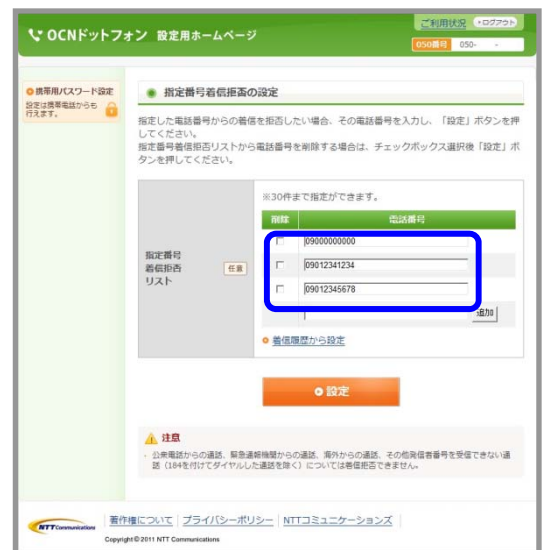 OCNドットフォン 設定用ホームページ
ご利用状況 ログアウト
050番号 050- -
携帯用パスワード設定
設定は携帯電話からも
行えます。
指定番号着信拒否の設定
指定した電話番号からの着信を拒否したい場合、その電話番号を入力し、「設定」ボタンを押
してください。
指定番号着信拒否リストから電話番号を削除する場合は、チェックボックス選択後「設定」ボ
タンを押してください。
※30件まで指定ができます。
削除 電話番号
09000000000
指定番号
着信拒否
リスト
任意
09012341234
09012345678
追加
着信履歴から設定
設定
注意
公衆電話からの通話、緊急通報機関からの通話、海外からの通話、その他発信者番号を受信できない通
話（184を付けてダイヤルした通話を除く）については着信拒否できません。
NTT Communications
著作権について プライバシーポリシー NTTコミュニケーションズ
Copyright © 2011 NTT Communications